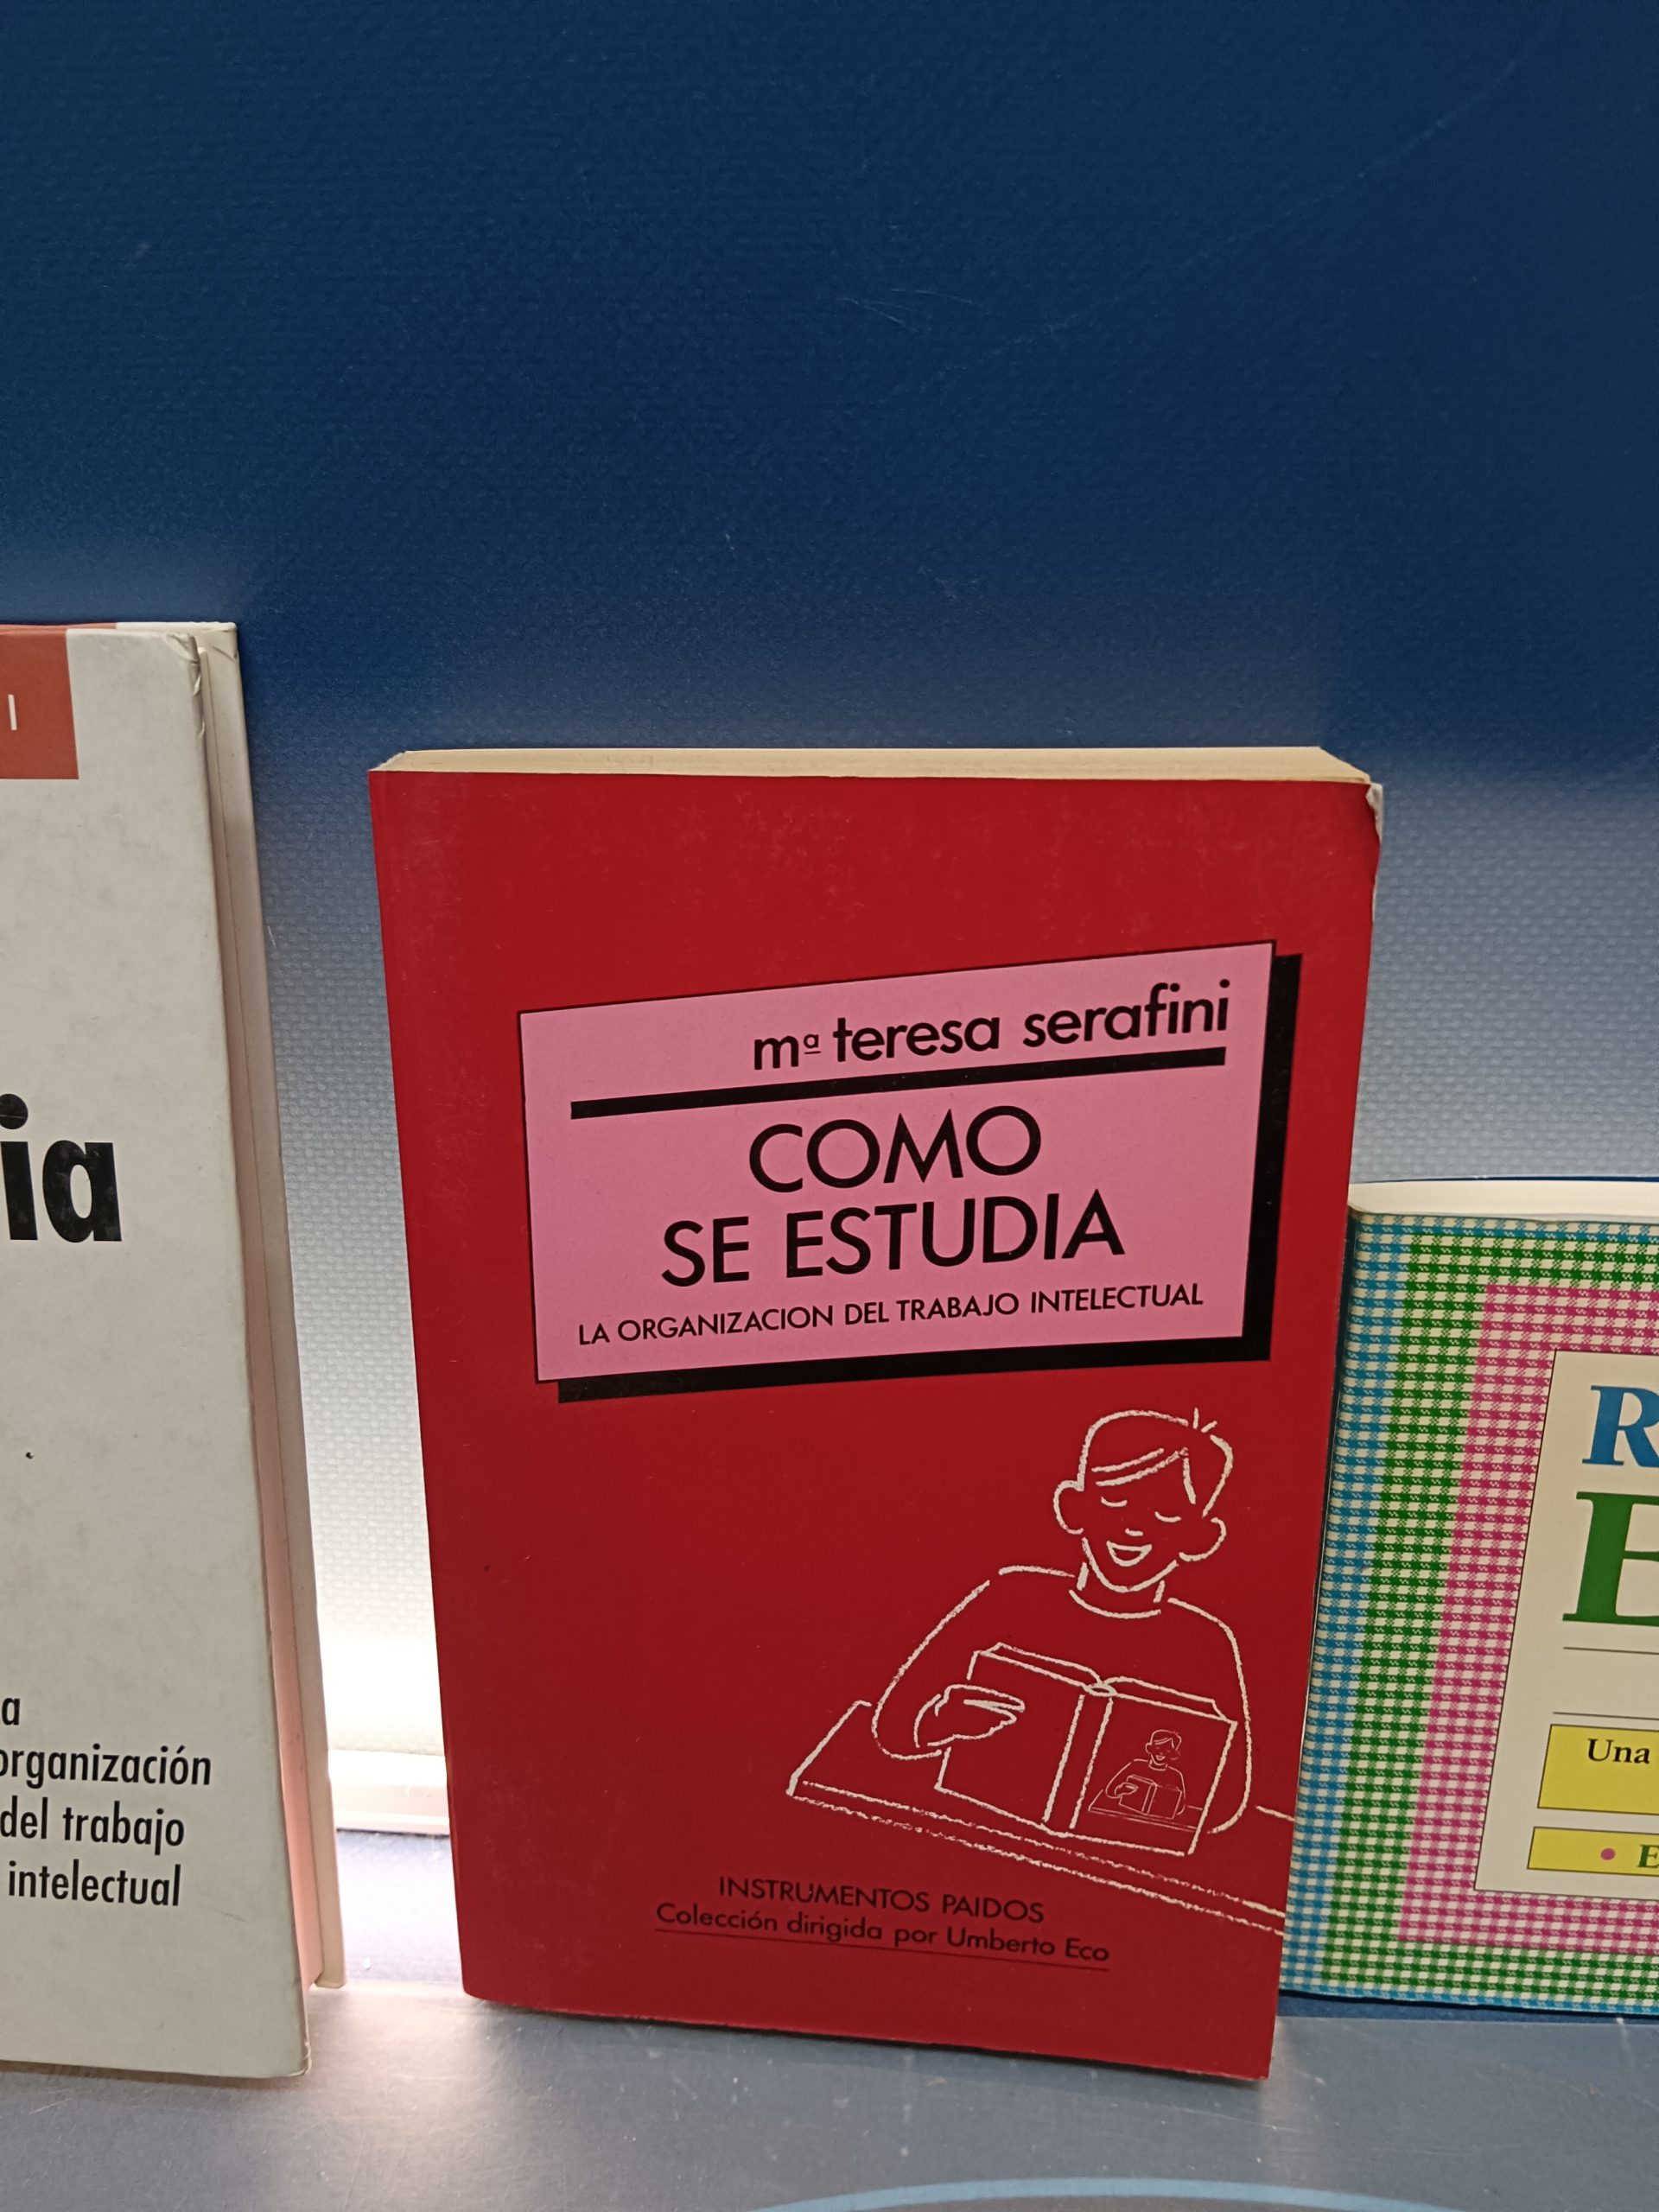 ia
a
organización
del trabajo
intelectual
mª teresa serafini
COMO
SE ESTUDIA
LA ORGANIZACION DEL TRABAJO INTELECTUAL
INSTRUMENTOS PAIDOS
Colección dirigida por Umberto Eco
R
E
Una
• E